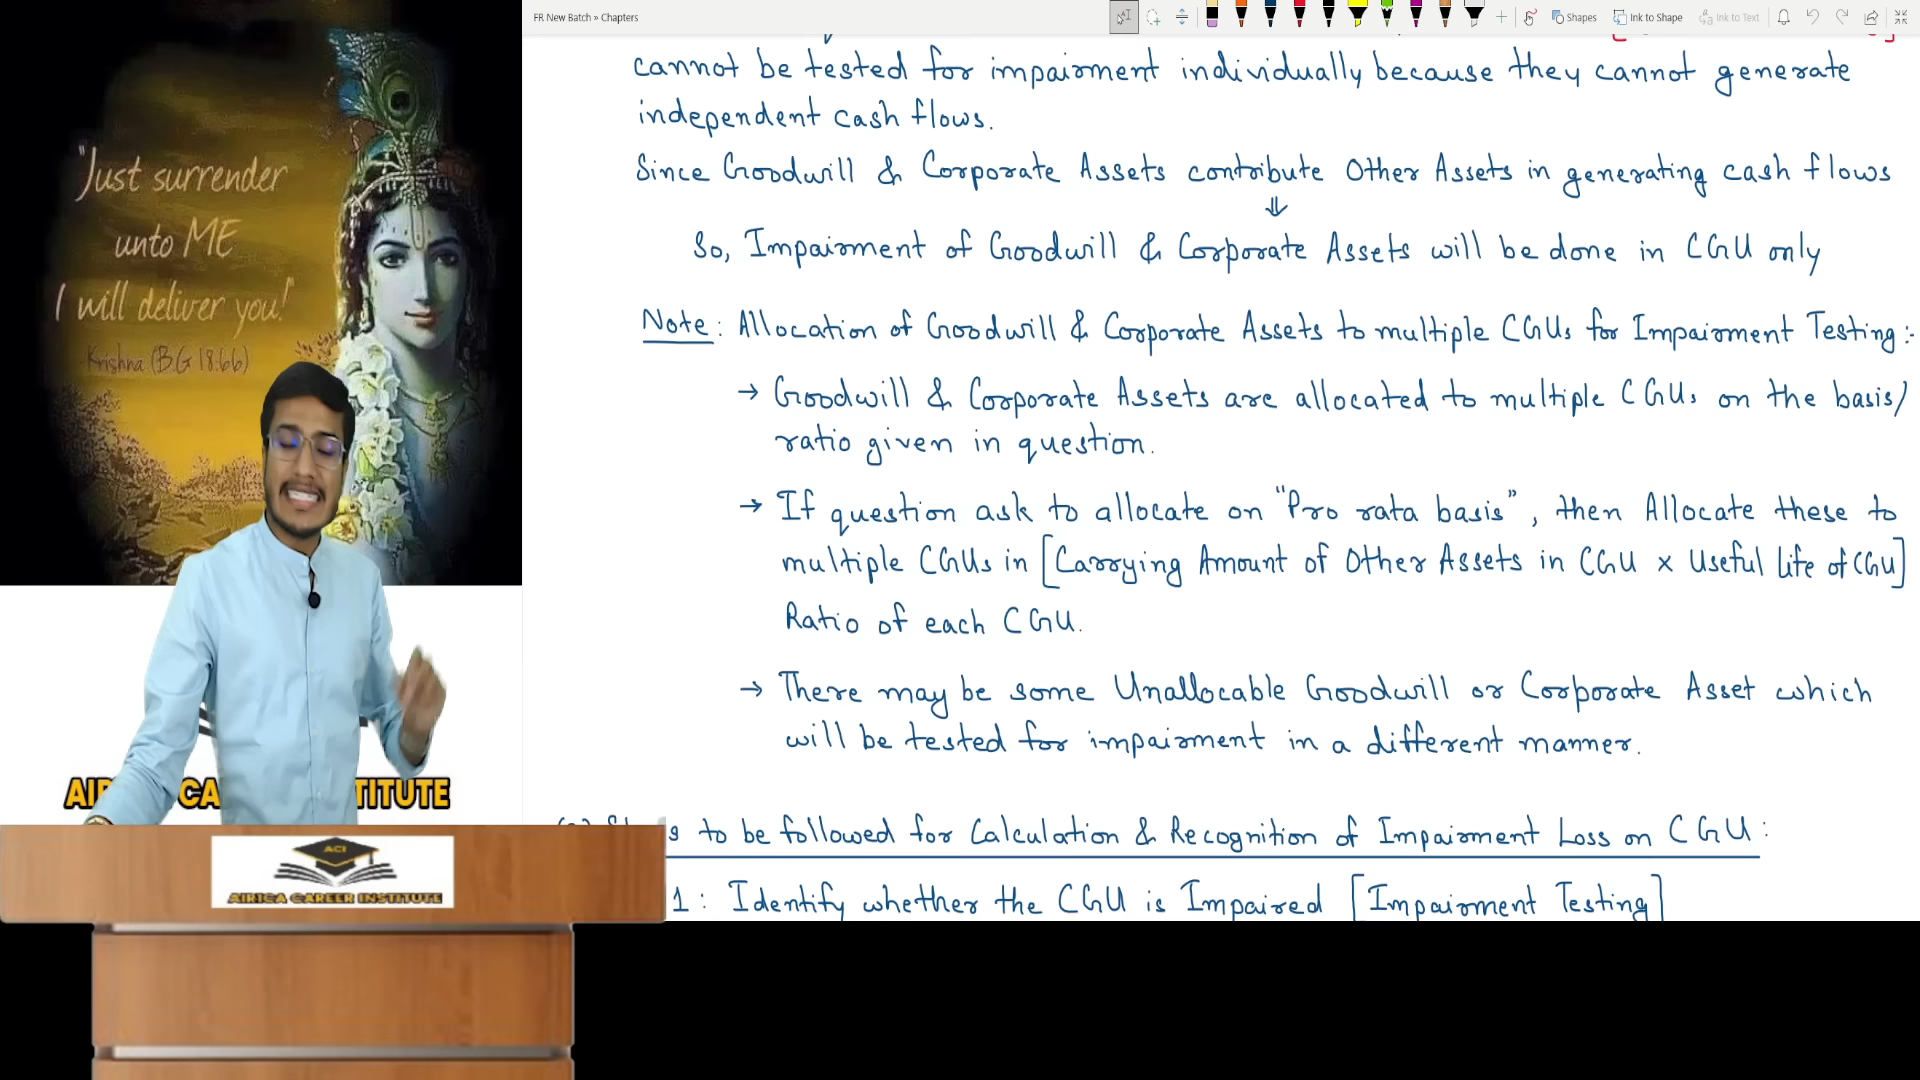 "Just surrender
unto ME
I will deliver you!"
Krishna (B.G 18:66)
FR New Batch » Chapters
Shapes
Ink to Shape
Ink to Text
cannot be tested for impairment individually because they cannot generate
independent cash flows.
Since Goodwill & Corporate Assets contribute Other Assets in generating cash flows
⇓
So, Impairment of Goodwill & Corporate Assets will be done in CGU only
Note: Allocation of Goodwill & Corporate Assets to multiple CGUs for Impairment Testing:-
→ Goodwill & Corporate Assets are allocated to multiple CGUs on the basis/
ratio given in question.
→ If question ask to allocate on "Pro rata basis", then Allocate these to
multiple CGUs in [Carrying Amount of Other Assets in CGU x Useful Life of CGU]
Ratio of each CGU.
→ There may be some Unallocable Goodwill or Corporate Asset which
will be tested for impairment in a different manner.
to be followed for Calculation & Recognition of Impairment Loss on CGU:
1: Identify whether the CGU is Impaired [Impairment Testing]
TITUTE
ACI
AIRICA CAREER INSTITUTE